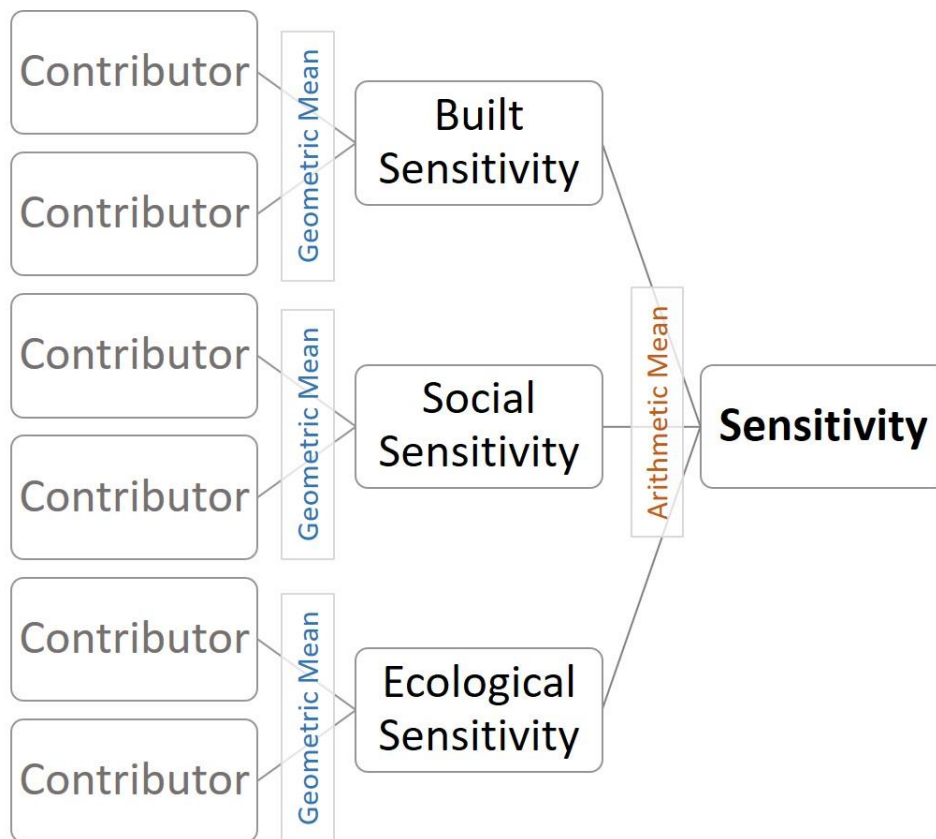 Contributor
Contributor
Geometric Mean
Built
Sensitivity
Contributor
Contributor
Geometric Mean
Social
Sensitivity
Contributor
Contributor
Geometric Mean
Ecological
Sensitivity
Arithmetic Mean
Sensitivity